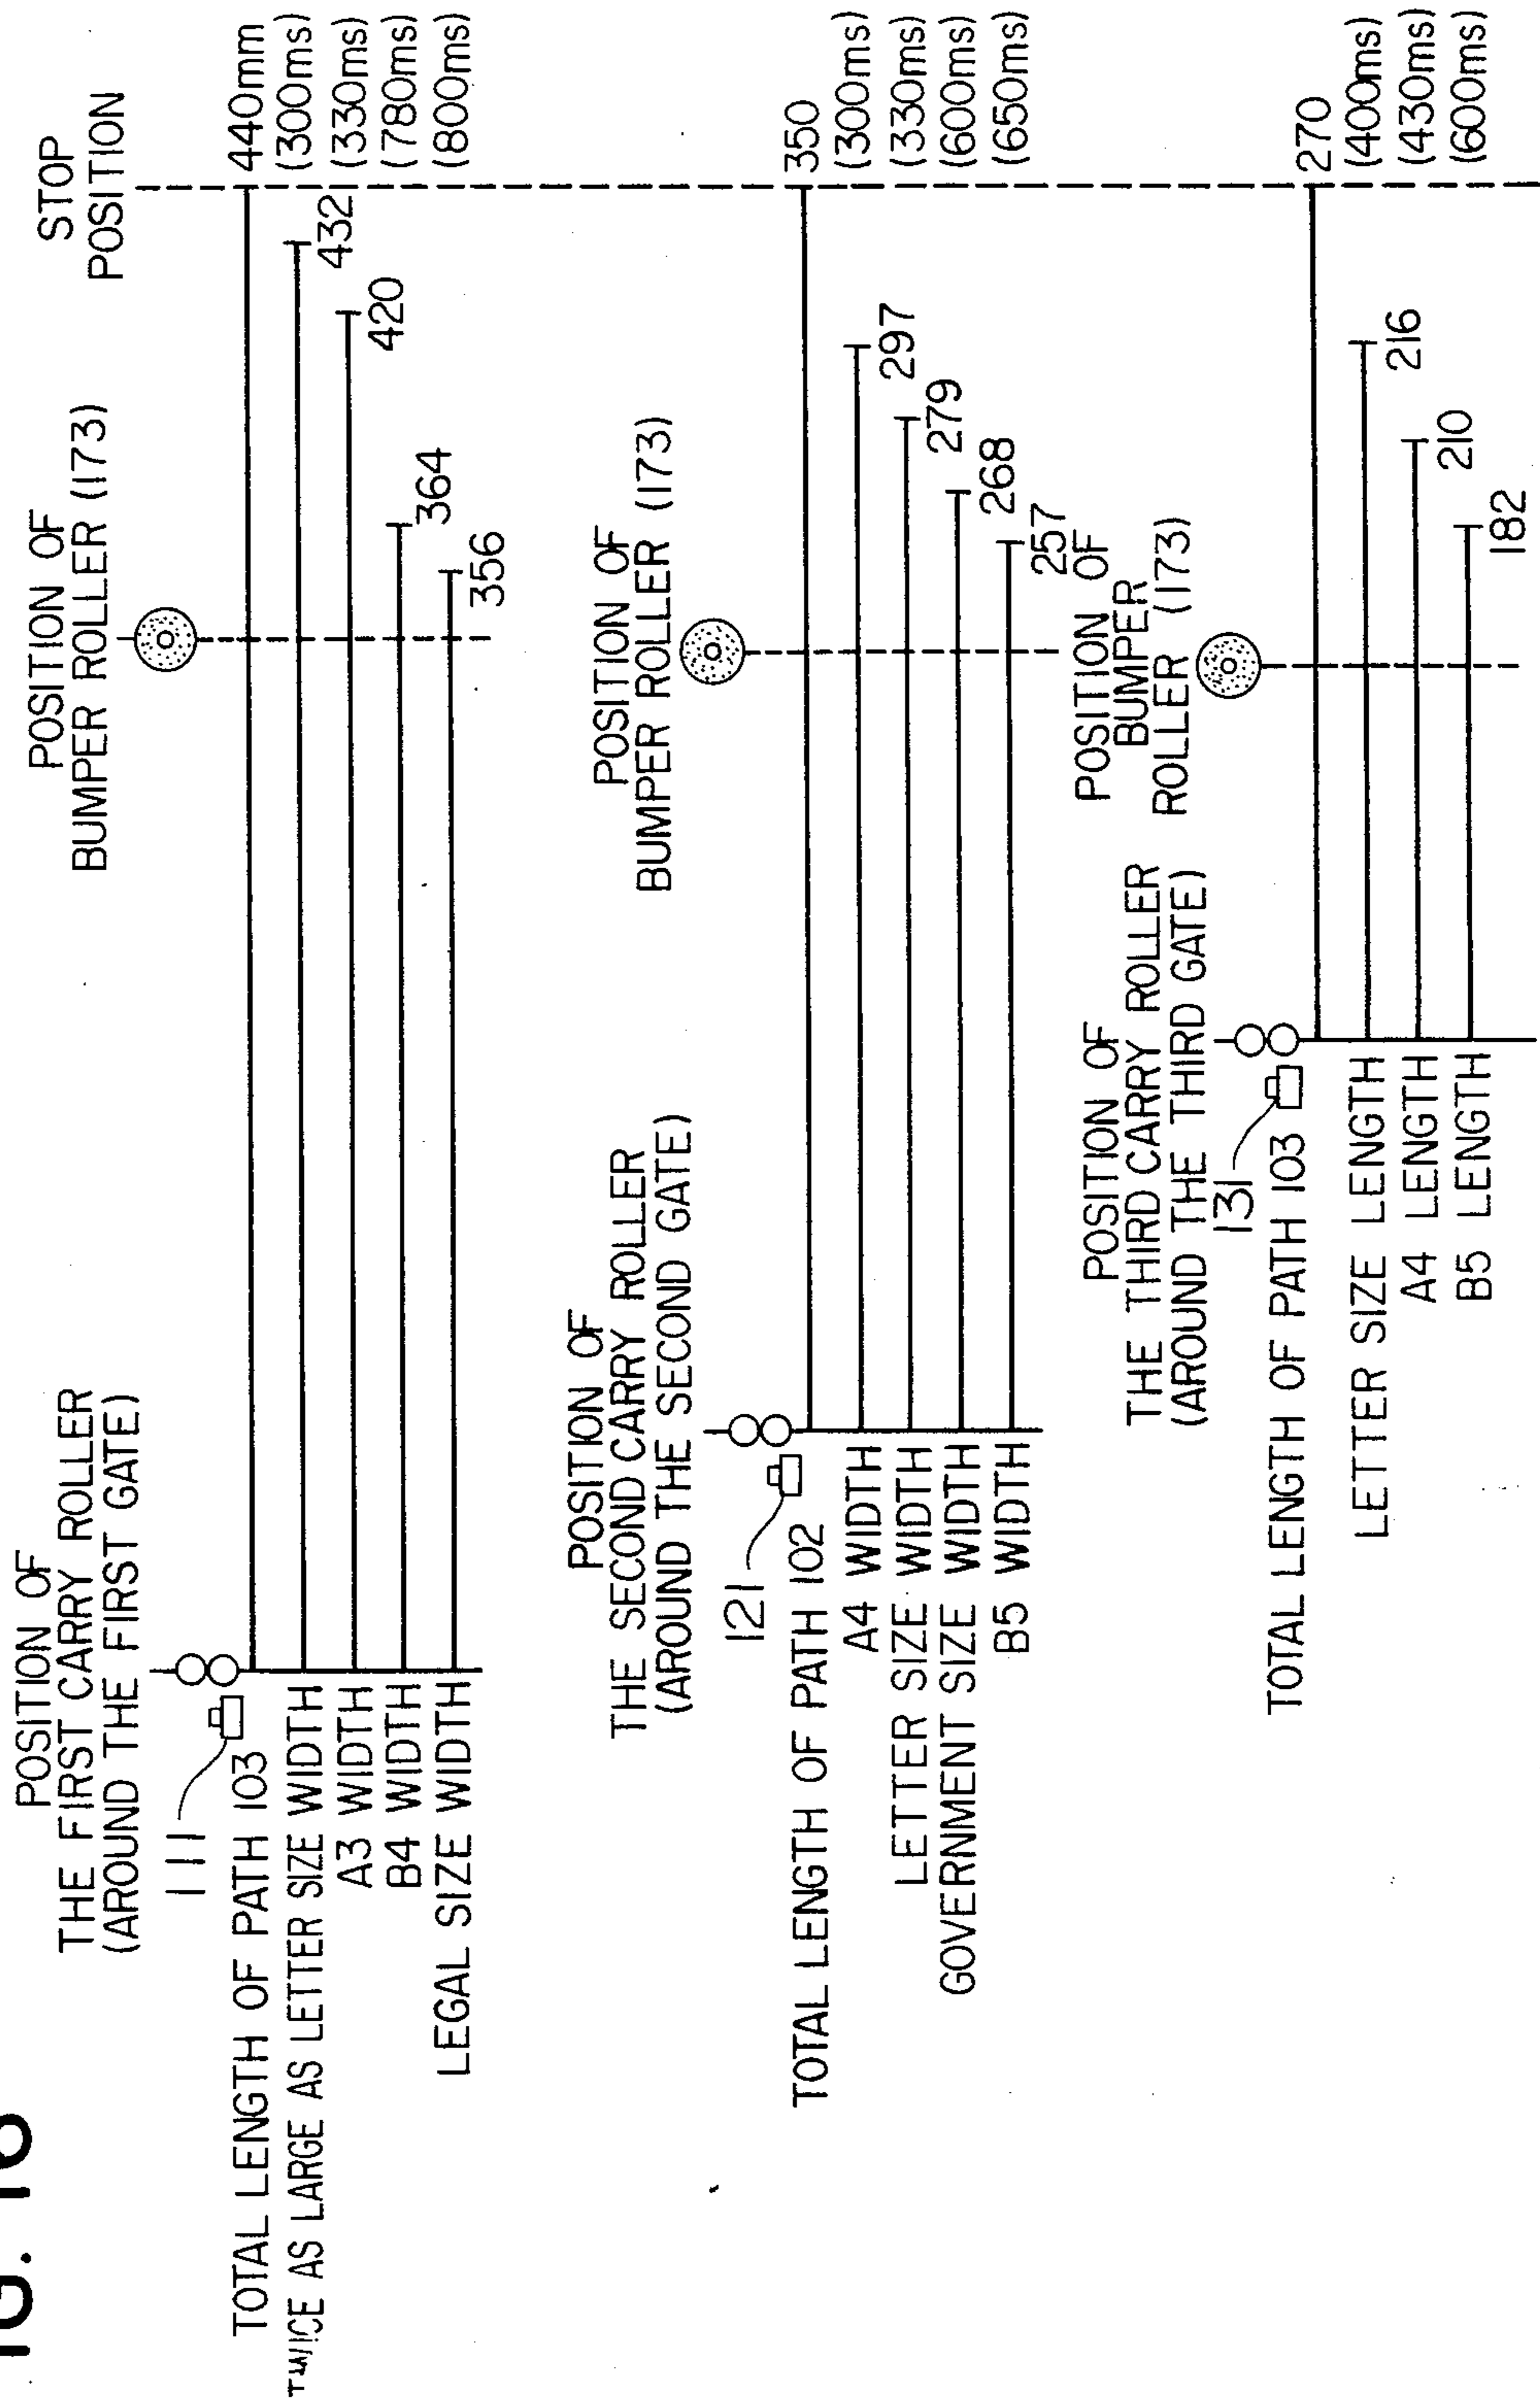 POSITION OF
THE FIRST CARRY ROLLER
(AROUND THE FIRST GATE)
POSITION OF
BUMPER ROLLER (173)
STOP
POSITION
111
TOTAL LENGTH OF PATH 103
440mm
TWICE AS LARGE AS LETTER SIZE WIDTH
432
(300ms)
A3 WIDTH
420
(330ms)
B4 WIDTH
364
(780ms)
LEGAL SIZE WIDTH
356
(800ms)
POSITION OF
THE SECOND CARRY ROLLER
(AROUND THE SECOND GATE)
POSITION OF
BUMPER ROLLER (173)
121
TOTAL LENGTH OF PATH 102
350
A4 WIDTH
297
(300ms)
LETTER SIZE WIDTH
279
(330ms)
GOVERNMENT SIZE WIDTH
268
(600ms)
B5 WIDTH
257
(650ms)
POSITION OF
THE THIRD CARRY ROLLER
(AROUND THE THIRD GATE)
POSITION OF
BUMPER
ROLLER (173)
131
TOTAL LENGTH OF PATH 103
270
LETTER SIZE LENGTH
216
(400ms)
A4 LENGTH
210
(430ms)
B5 LENGTH
182
(600ms)